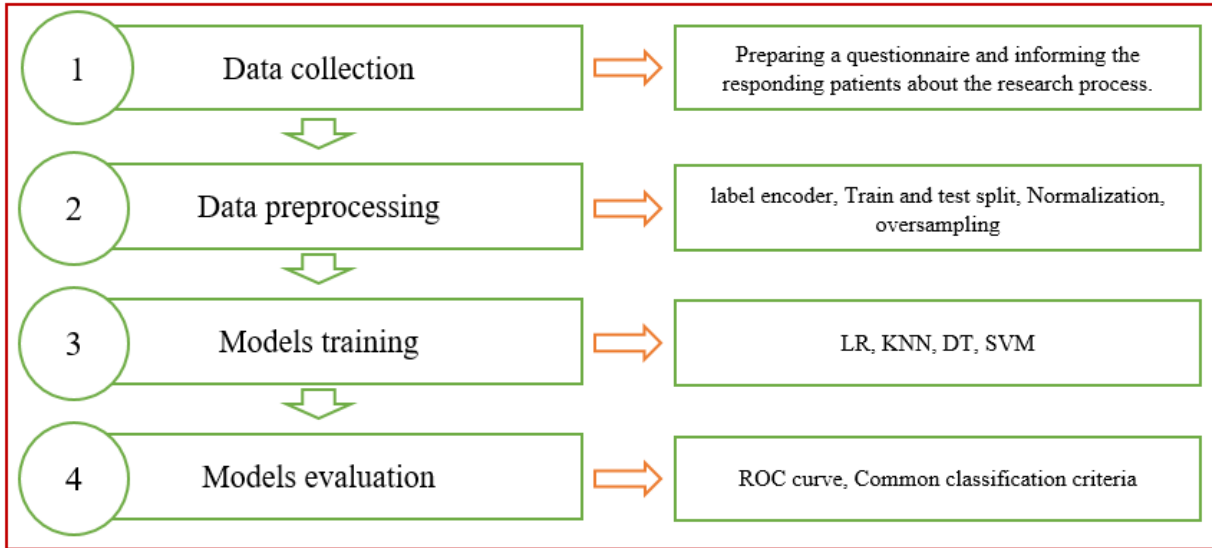 1
Data collection
Preparing a questionnaire and informing the
responding patients about the research process.
2
Data preprocessing
label encoder, Train and test split, Normalization,
oversampling
3
Models training
LR, KNN, DT, SVM
4
Models evaluation
ROC curve, Common classification criteria